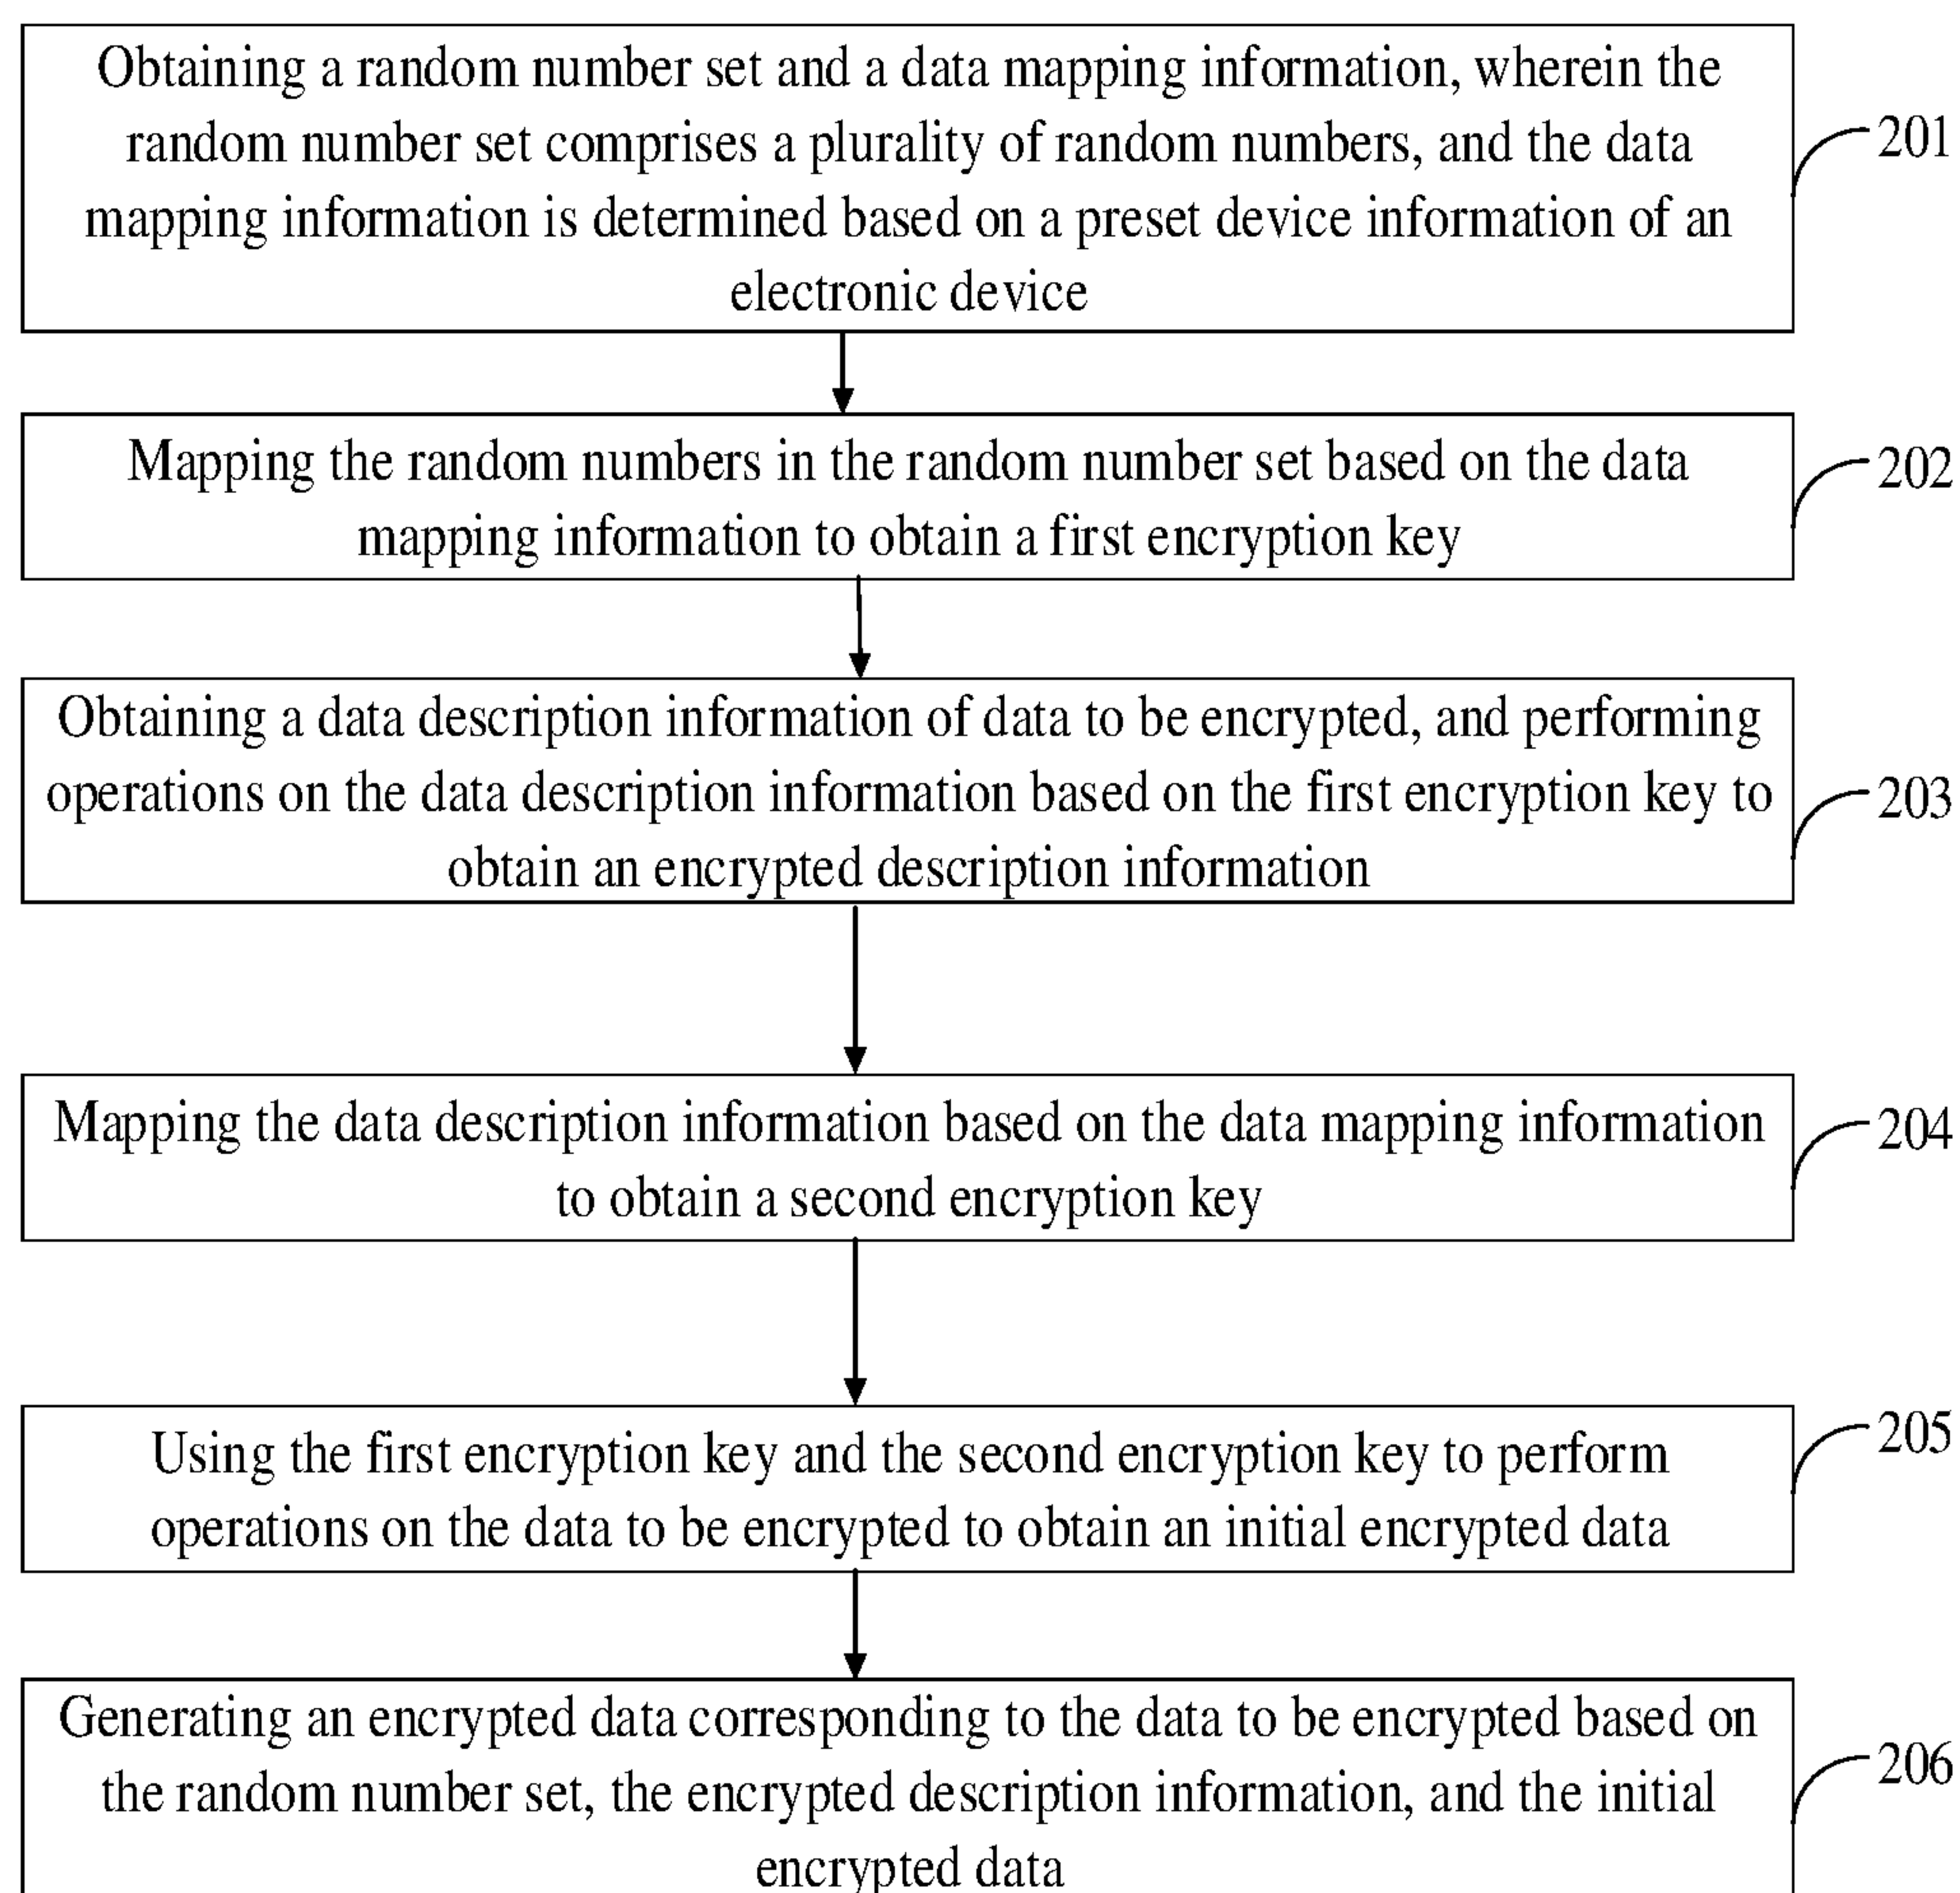 Obtaining a random number set and a data mapping information, wherein the
random number set comprises a plurality of random numbers, and the data
mapping information is determined based on a preset device information of an
electronic device
201
Mapping the random numbers in the random number set based on the data
mapping information to obtain a first encryption key
202
Obtaining a data description information of data to be encrypted, and performing
operations on the data description information based on the first encryption key to
obtain an encrypted description information
203
Mapping the data description information based on the data mapping information
to obtain a second encryption key
204
Using the first encryption key and the second encryption key to perform
operations on the data to be encrypted to obtain an initial encrypted data
205
Generating an encrypted data corresponding to the data to be encrypted based on
the random number set, the encrypted description information, and the initial
encrypted data
206